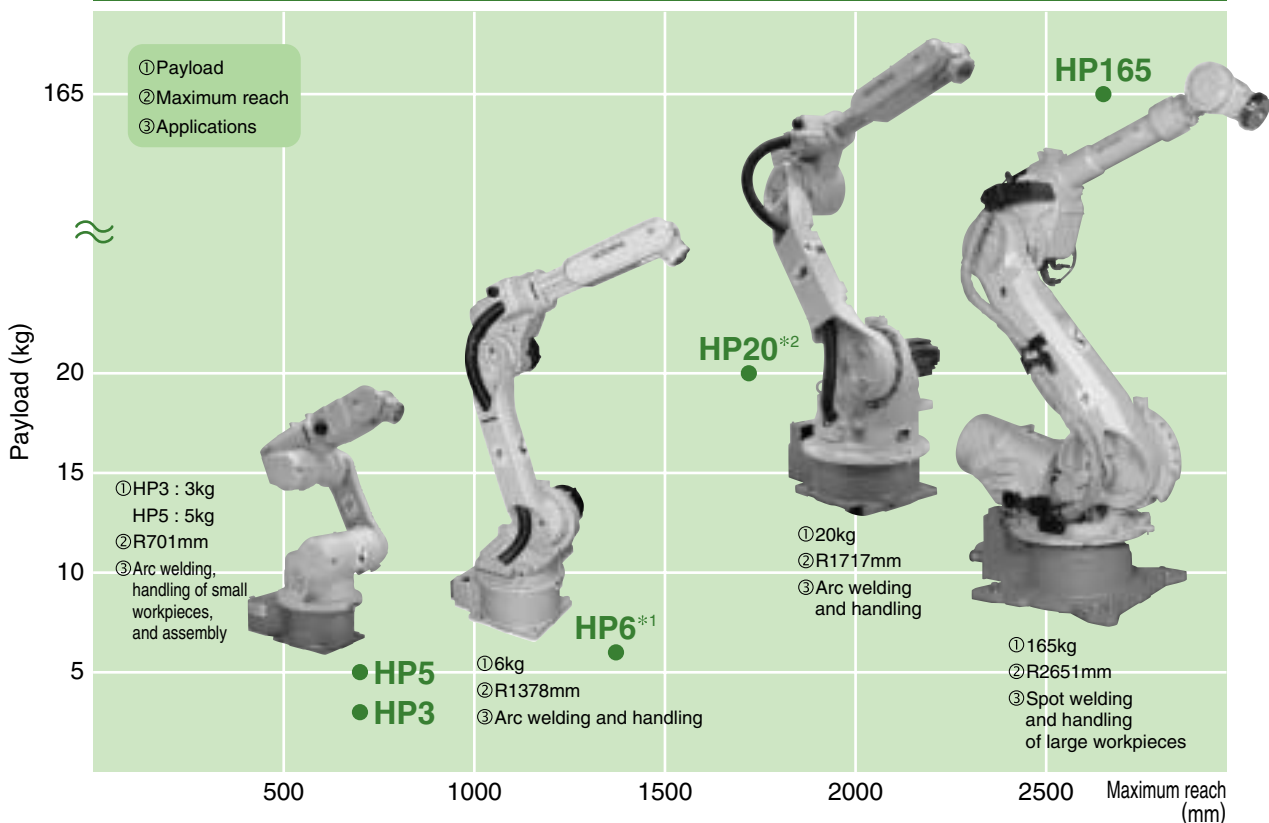 ①Payload
②Maximum reach
③Applications
HP165
165
Payload (kg)
20
15
10
5
HP20*2
①HP3 : 3kg
HP5 : 5kg
②R701mm
③Arc welding,
handling of small
workpieces,
and assembly
①20kg
②R1717mm
③Arc welding
and handling
HP6*1
HP5
HP3
①6kg
②R1378mm
③Arc welding and handling
①165kg
②R2651mm
③Spot welding
and handling
of large workpieces
500
1000
1500
2000
2500
Maximum reach
(mm)